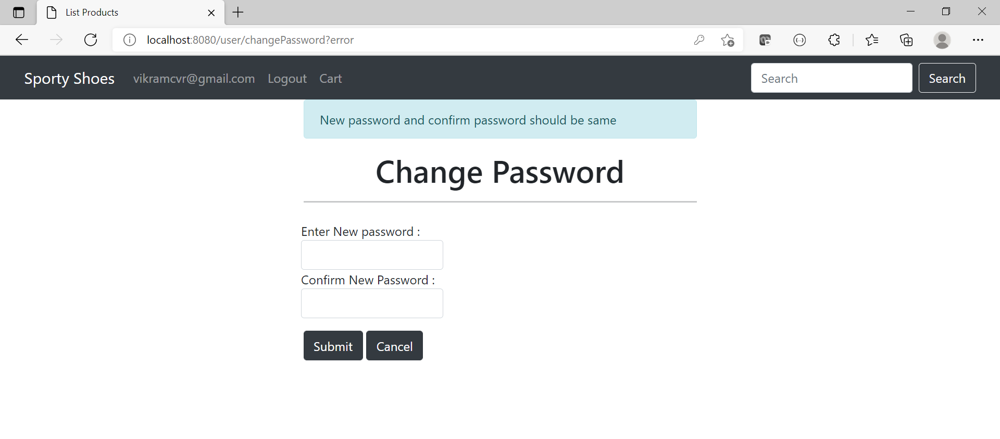 List Products
localhost:8080/user/changePassword?error
Sporty Shoes vikramcvr@gmail.com Logout Cart Search Search
New password and confirm password should be same
Change Password
Enter New password :
Confirm New Password :
Submit Cancel